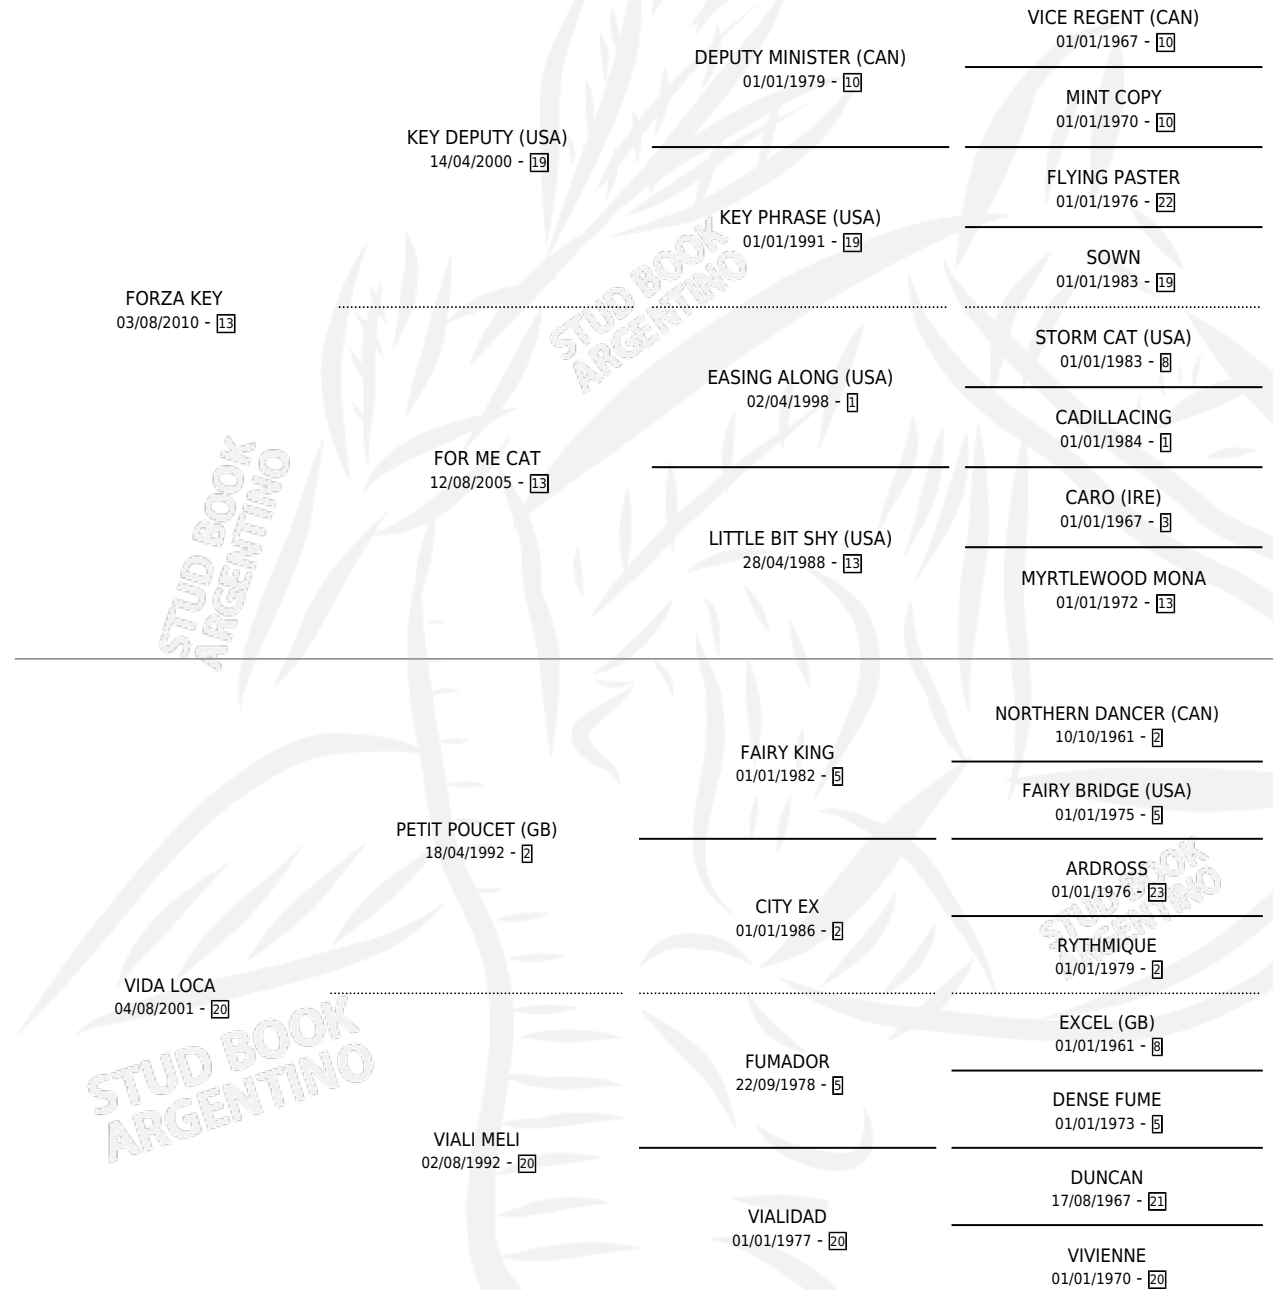 VICE REGENT (CAN)
01/01/1967 - 10
DEPUTY MINISTER (CAN)
01/01/1979 - 10
MINT COPY
01/01/1970 - 10
KEY DEPUTY (USA)
14/04/2000 - 19
FLYING PASTER
01/01/1976 - 22
KEY PHRASE (USA)
01/01/1991 - 19
SOWN
01/01/1983 - 19
FORZA KEY
03/08/2010 - 13
STUD BOOK
ARGENTINO
STORM CAT (USA)
01/01/1983 - 8
EASING ALONG (USA)
02/04/1998 - 1
CADILLACING
01/01/1984 - 1
FOR ME CAT
12/08/2005 - 13
CARO (IRE)
01/01/1967 - 3
LITTLE BIT SHY (USA)
28/04/1988 - 13
MYRTLEWOOD MONA
01/01/1972 - 13
STUD BOOK
ARGENTINO
NORTHERN DANCER (CAN)
10/10/1961 - 2
FAIRY KING
01/01/1982 - 5
FAIRY BRIDGE (USA)
01/01/1975 - 5
PETIT POUCET (GB)
18/04/1992 - 2
ARDROSS
01/01/1976 - 23
STUD BOOK
ARGENTINO
CITY EX
01/01/1986 - 2
RYTHMIQUE
01/01/1979 - 2
VIDA LOCA
04/08/2001 - 20
EXCEL (GB)
01/01/1961 - 8
STUD BOOK
ARGENTINO
FUMADOR
22/09/1978 - 5
DENSE FUME
01/01/1973 - 5
VIALI MELI
02/08/1992 - 20
DUNCAN
17/08/1967 - 21
VIALIDAD
01/01/1977 - 20
VIVIENNE
01/01/1970 - 20